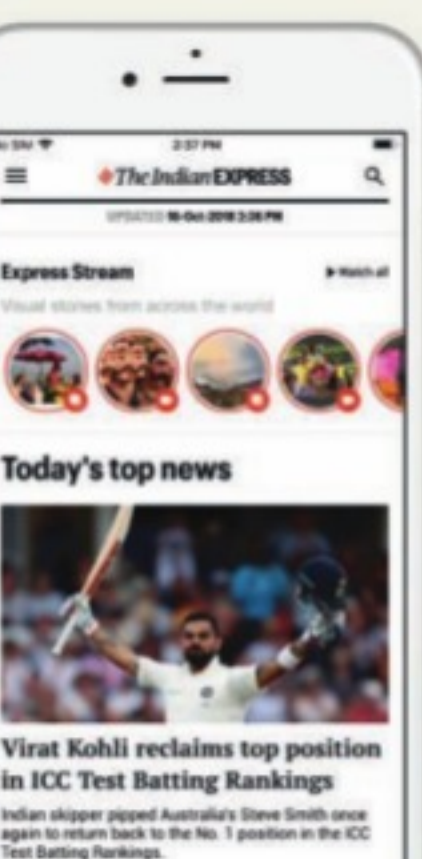 No SIM 2:37 PM
The Indian EXPRESS
UPDATED 16-Oct-2018 2:36 PM
Express Stream Watch all
Visual stories from across the world
Today's top news
Virat Kohli reclaims top position
in ICC Test Batting Rankings
Indian skipper pipped Australia's Steve Smith once
again to return back to the No. 1 position in the ICC
Test Batting Rankings.